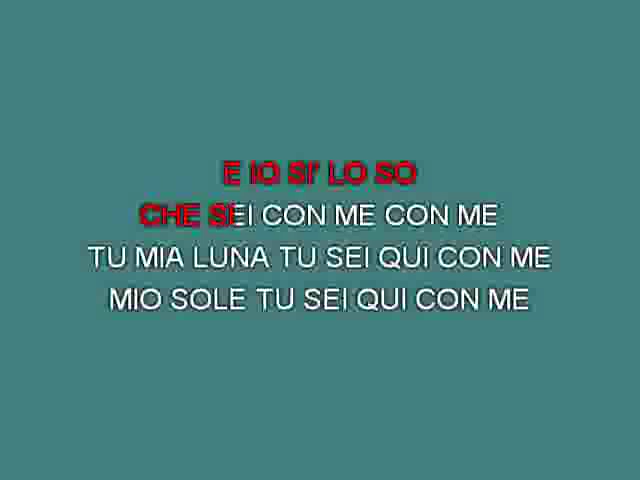 E IO SI' LO SO
CHE SEI CON ME CON ME
TU MIA LUNA TU SEI QUI CON ME
MIO SOLE TU SEI QUI CON ME